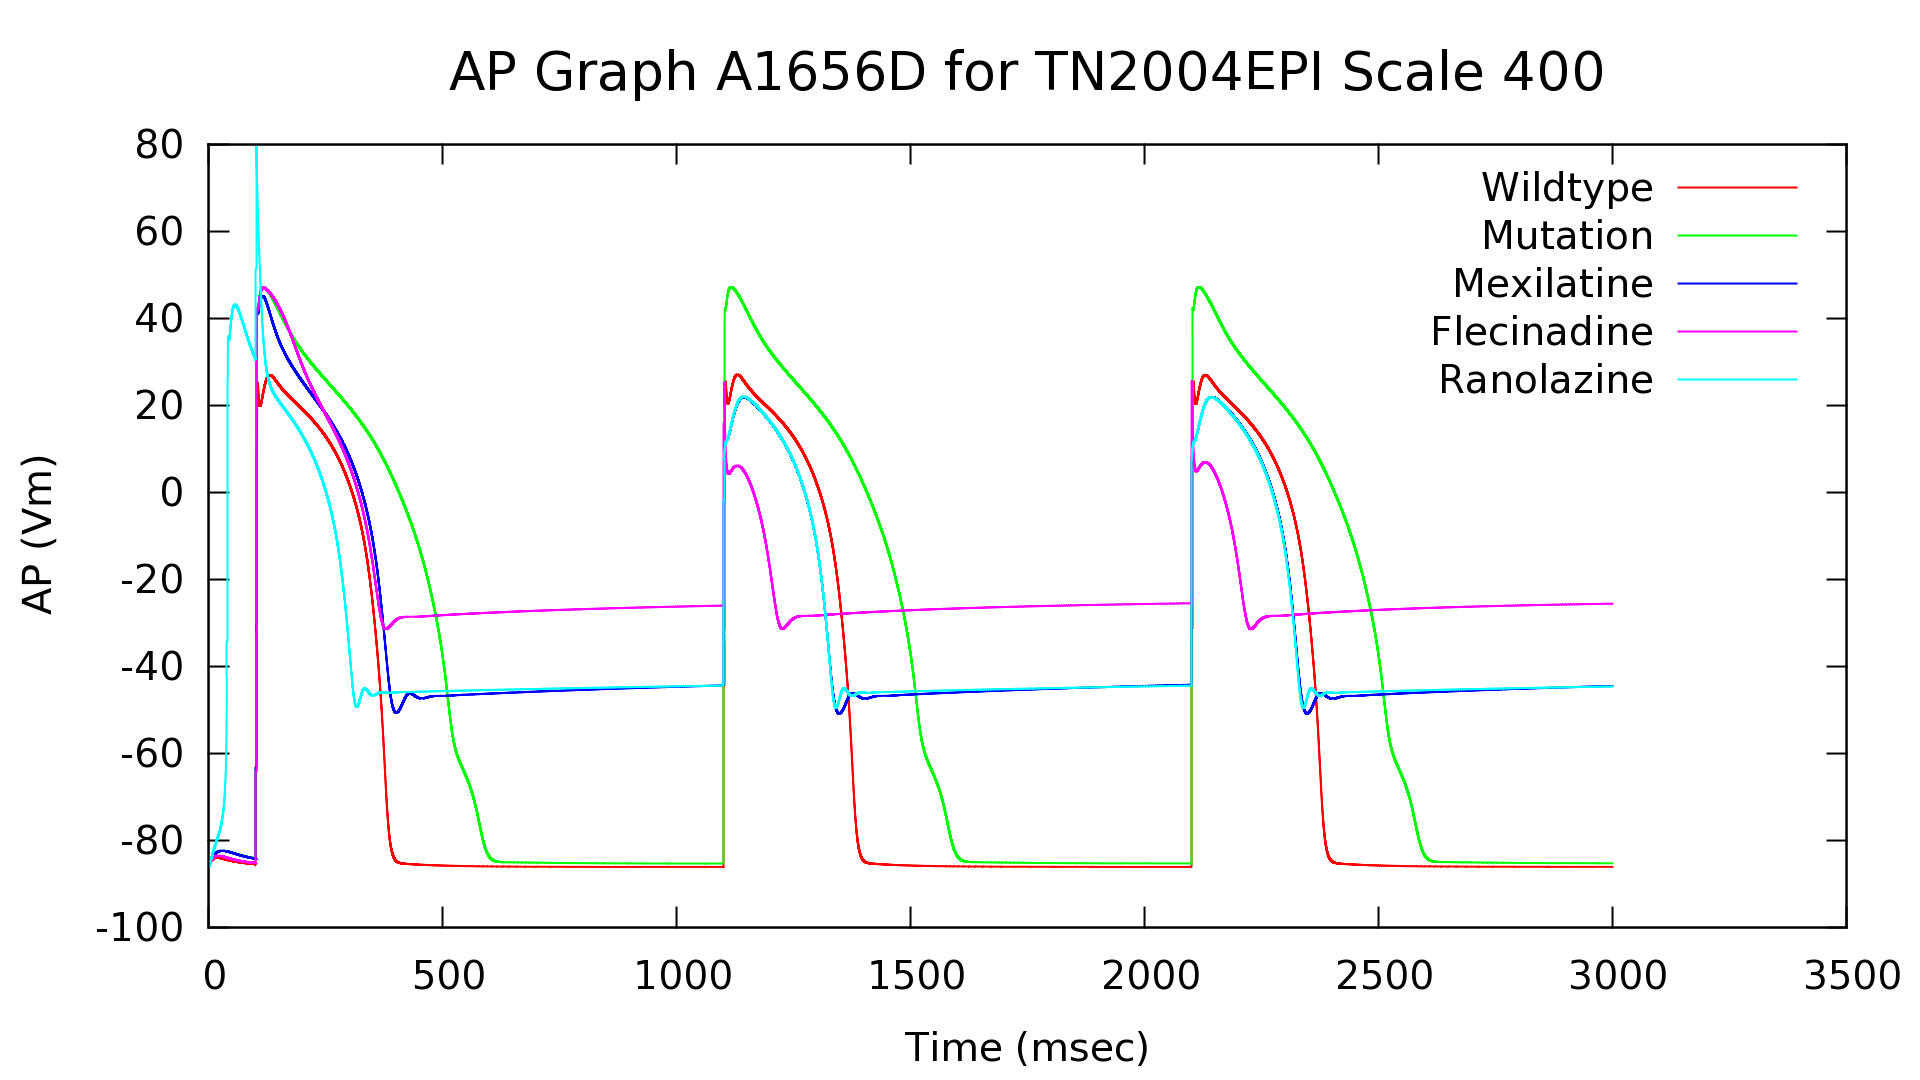 AP Graph A1656D for TN2004EPI Scale 400
AP (Vm)
80
60
40
20
0
-20
-40
-60
-80
-100
Wildtype
Mutation
Mexilatine
Flecinadine
Ranolazine
0 500 1000 1500 2000 2500 3000 3500
Time (msec)